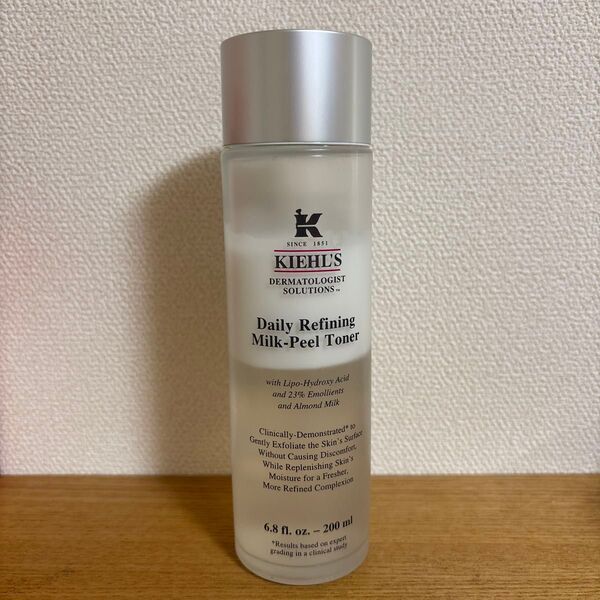 K
SINCE 1851
KIEHL'S
DERMATOLOGIST
SOLUTIONS™
Daily Refining
Milk-Peel Toner
with Lipo-Hydroxy Acid
and 23% Emollients
and Almond Milk
Clinically-Demonstrated* to
Gently Exfoliate the Skin's Surface
Without Causing Discomfort,
While Replenishing Skin's
Moisture for a Fresher,
More Refined Complexion
6.8 fl. oz. – 200 ml
*Results based on expert
grading in a clinical study